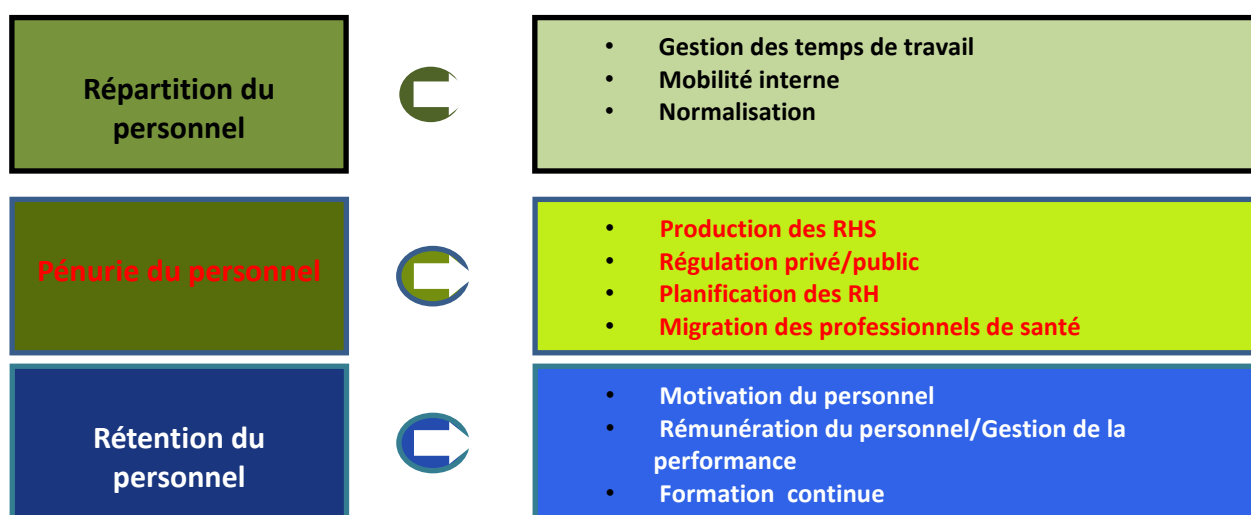 Répartition du
personnel
• Gestion des temps de travail
• Mobilité interne
• Normalisation
Pénurie du personnel
• Production des RHS
• Régulation privé/public
• Planification des RH
• Migration des professionnels de santé
Rétention du
personnel
• Motivation du personnel
• Rémunération du personnel/Gestion de la
performance
• Formation continue